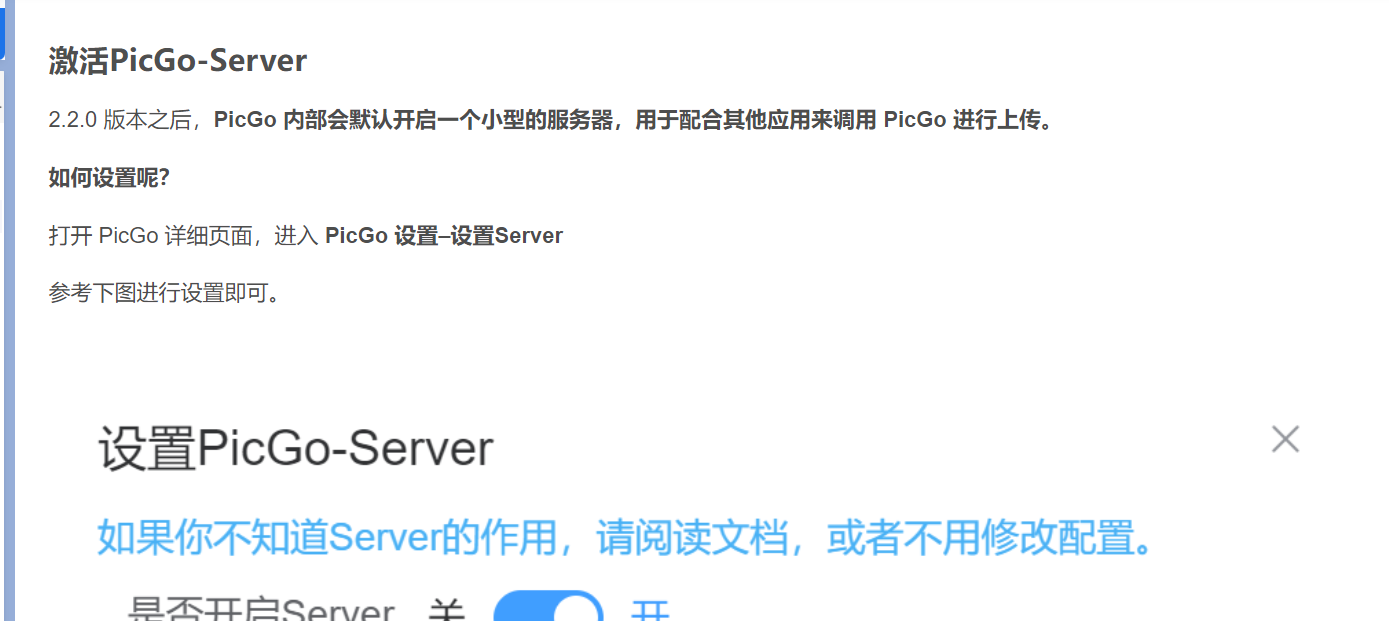 激活PicGo-Server
2.2.0 版本之后，PicGo 内部会默认开启一个小型的服务器，用于配合其他应用来调用 PicGo 进行上传。
如何设置呢？
打开 PicGo 详细页面，进入 PicGo 设置–设置Server
参考下图进行设置即可。
设置PicGo-Server
如果你不知道Server的作用，请阅读文档，或者不用修改配置。
是否开启Server 关 开